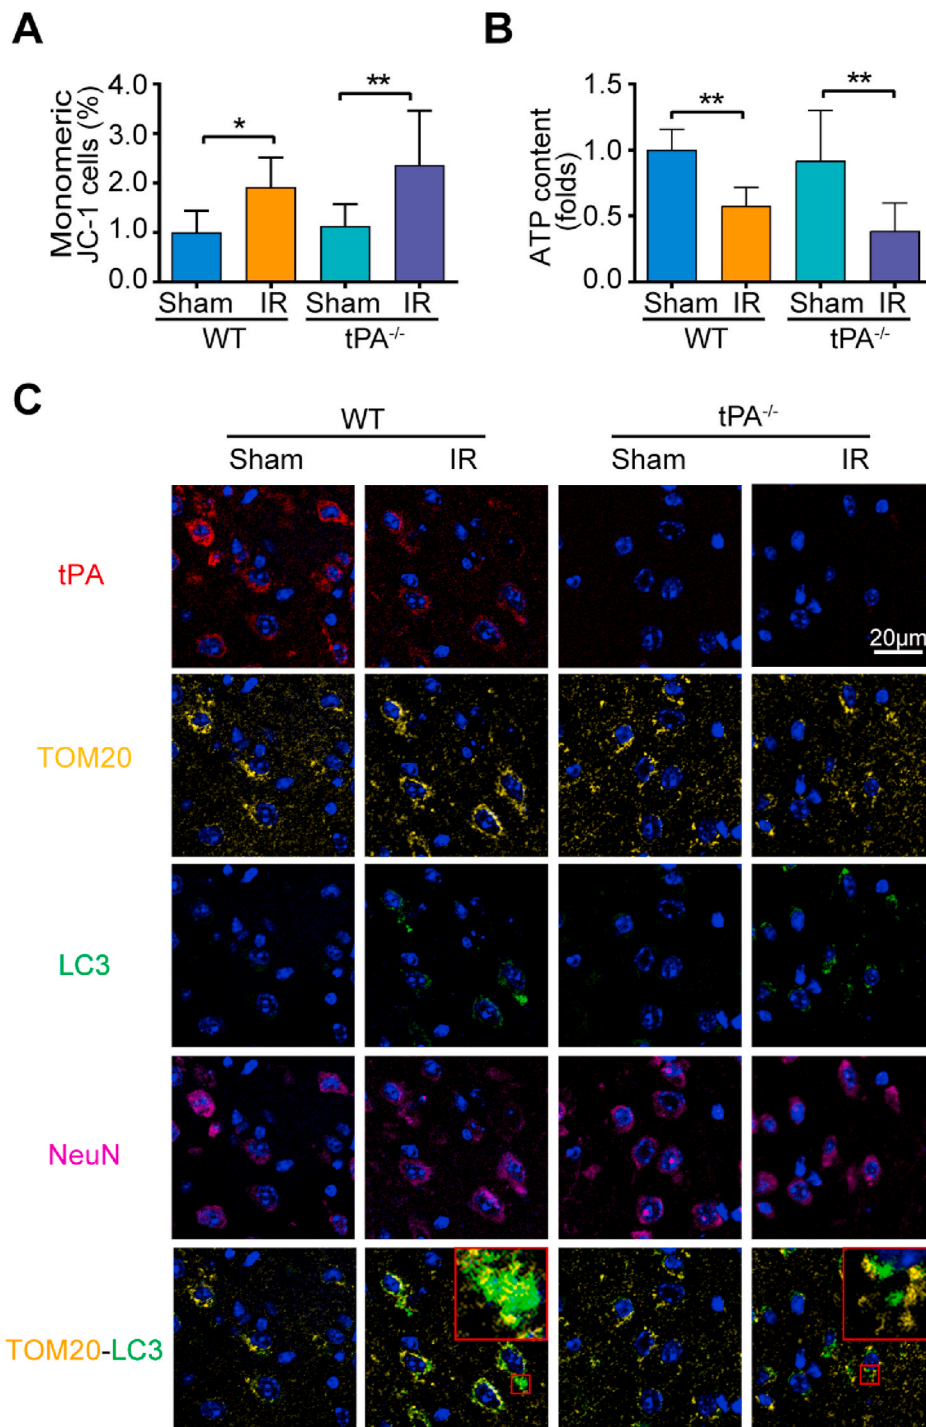 A
B
Monomeric
JC-1 cells (%)
4.0
3.0
2.0
1.0
0.0
*
**
Sham IR Sham IR
WT tPA-/-
ATP content
(folds)
1.5
1.0
0.5
0.0
**
**
Sham IR Sham IR
WT tPA-/-
C
WT tPA-/-
Sham IR Sham IR
tPA
20μm
TOM20
LC3
NeuN
TOM20-LC3